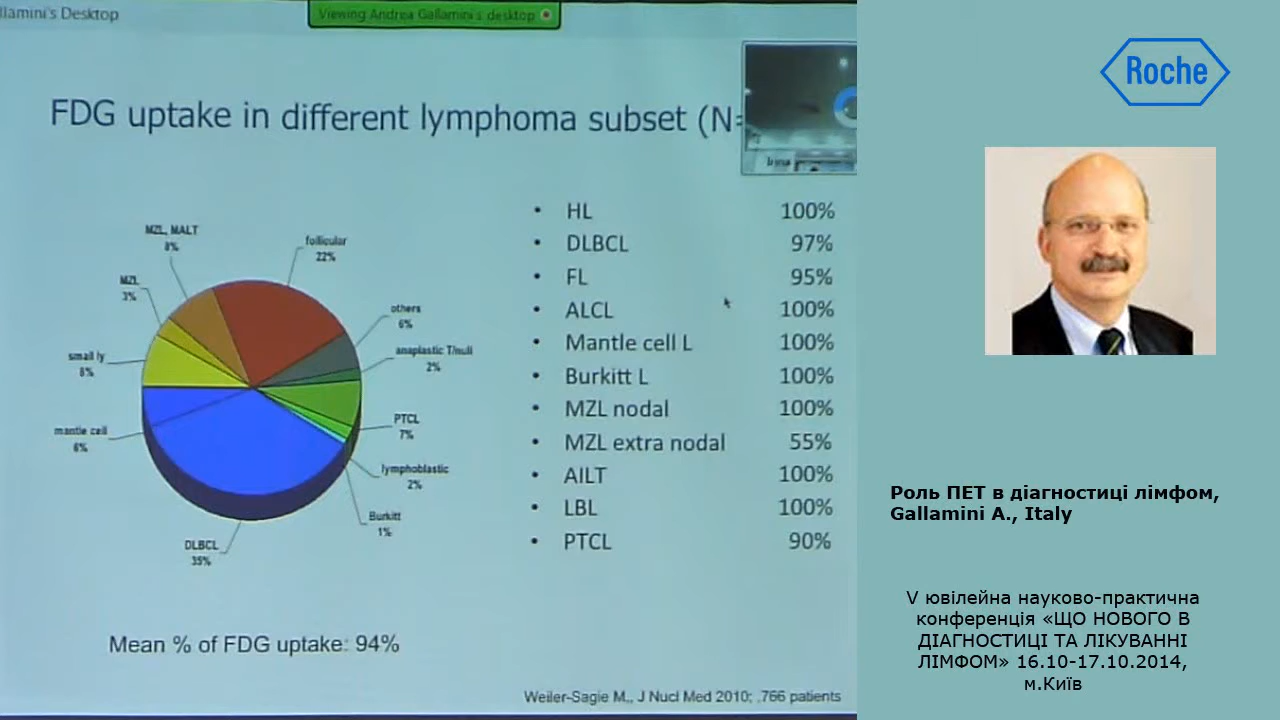 llamini's Desktop
Viewing Andrea Gallamini's desktop
FDG uptake in different lymphoma subset (N=
Irina
MZL, MALT
8%
follicular
22%
MZL
3%
others
6%
small ly
8%
anaplastic T/null
2%
mantle cell
6%
PTCL
7%
lymphoblastic
2%
Burkitt
1%
DLBCL
35%
• HL 100%
• DLBCL 97%
• FL 95%
• ALCL 100%
• Mantle cell L 100%
• Burkitt L 100%
• MZL nodal 100%
• MZL extra nodal 55%
• AILT 100%
• LBL 100%
• PTCL 90%
Mean % of FDG uptake: 94%
Weiler-Sagie M., J Nucl Med 2010; .766 patients
Roche
Роль ПЕТ в діагностиці лімфом,
Gallamini A., Italy
V ювілейна науково-практична
конференція «ЩО НОВОГО В
ДІАГНОСТИЦІ ТА ЛІКУВАННІ
ЛІМФОМ» 16.10-17.10.2014,
м.Київ